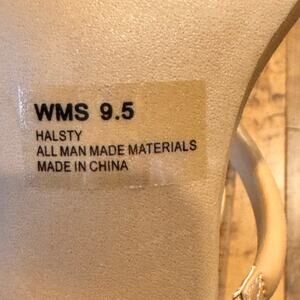 WMS 9.5
HALSTY
ALL MAN MADE MATERIALS
MADE IN CHINA